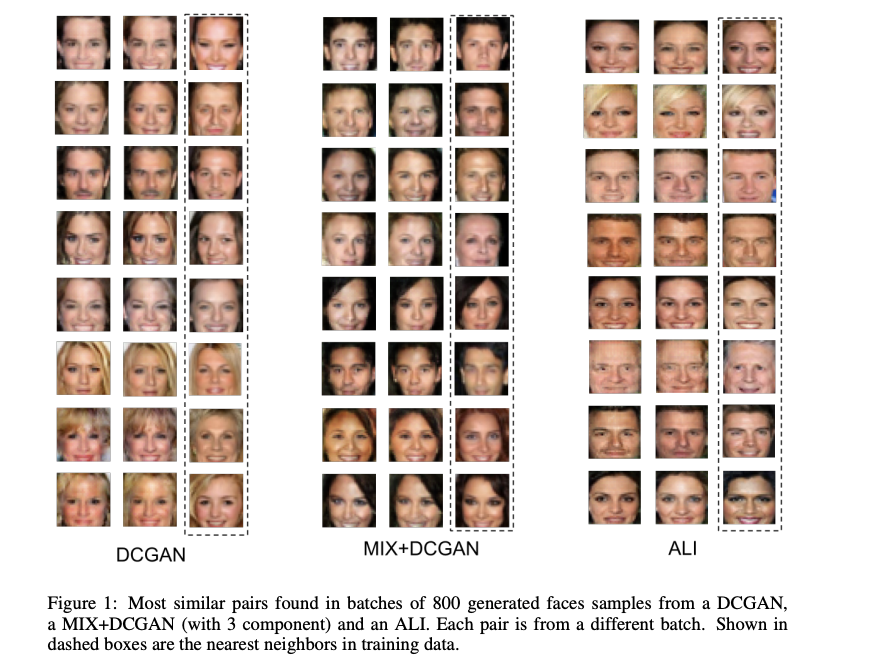 DCGAN
MIX+DCGAN
ALI
Figure 1: Most similar pairs found in batches of 800 generated faces samples from a DCGAN,
a MIX+DCGAN (with 3 component) and an ALI. Each pair is from a different batch. Shown in
dashed boxes are the nearest neighbors in training data.